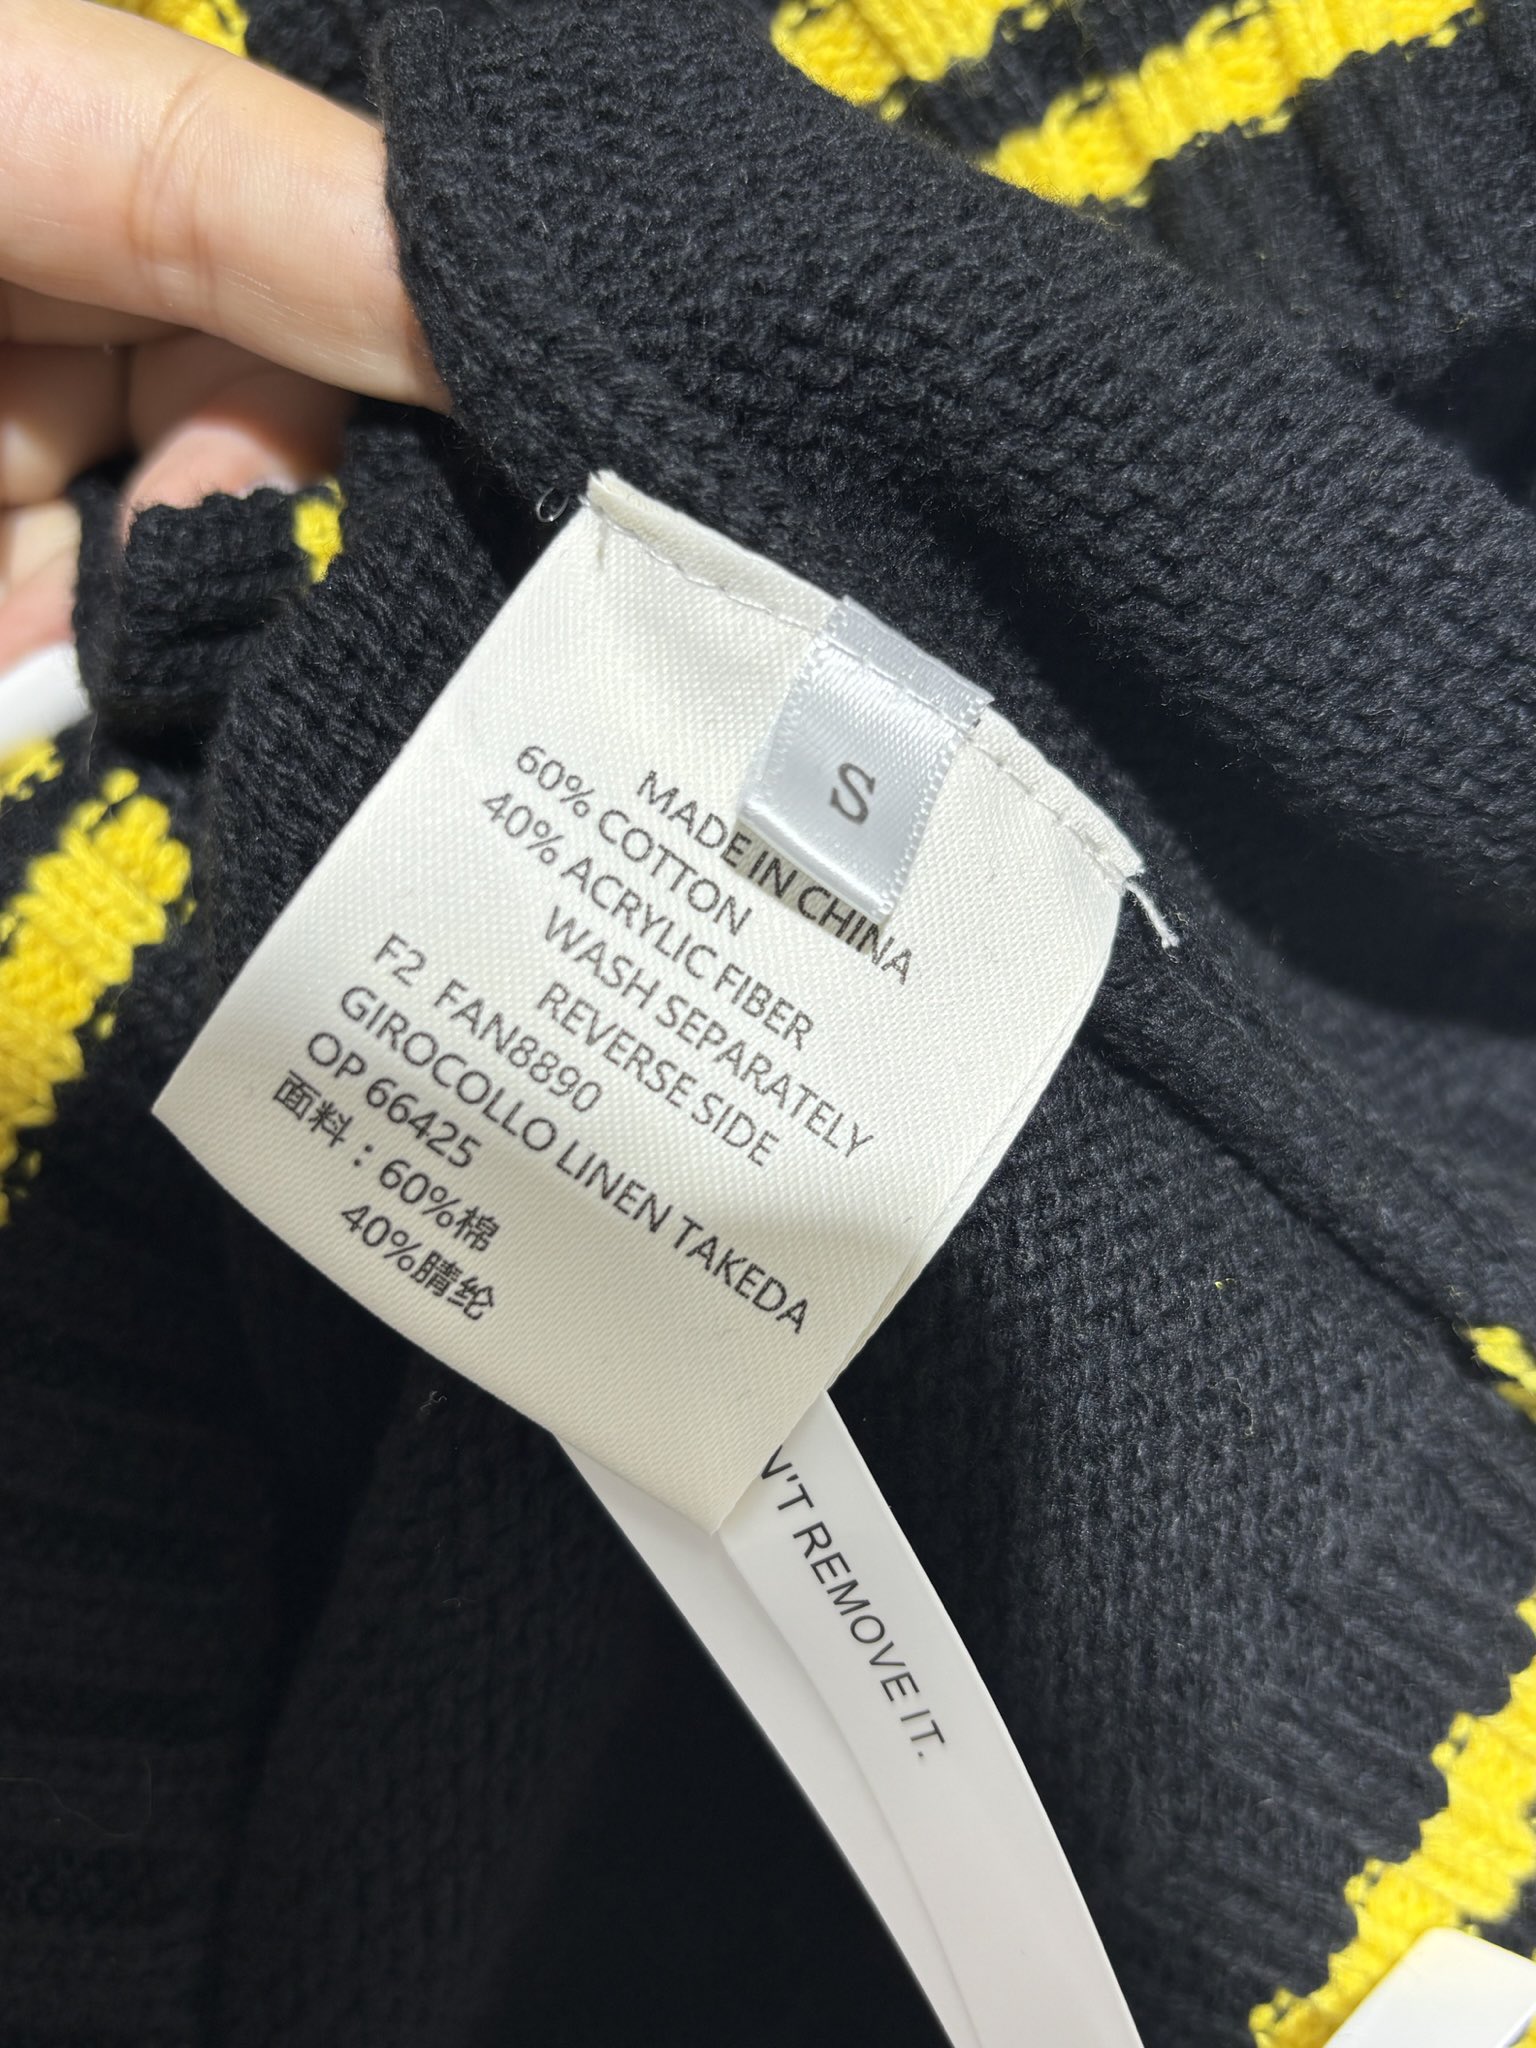 S
MADE IN CHINA
60% COTTON
40% ACRYLIC FIBER
WASH SEPARATELY
REVERSE SIDE
F2 FAN8890
GIROCOLLO LINEN TAKEDA
OP 66425
面料：60%棉
40%腈纶
N'T REMOVE IT.